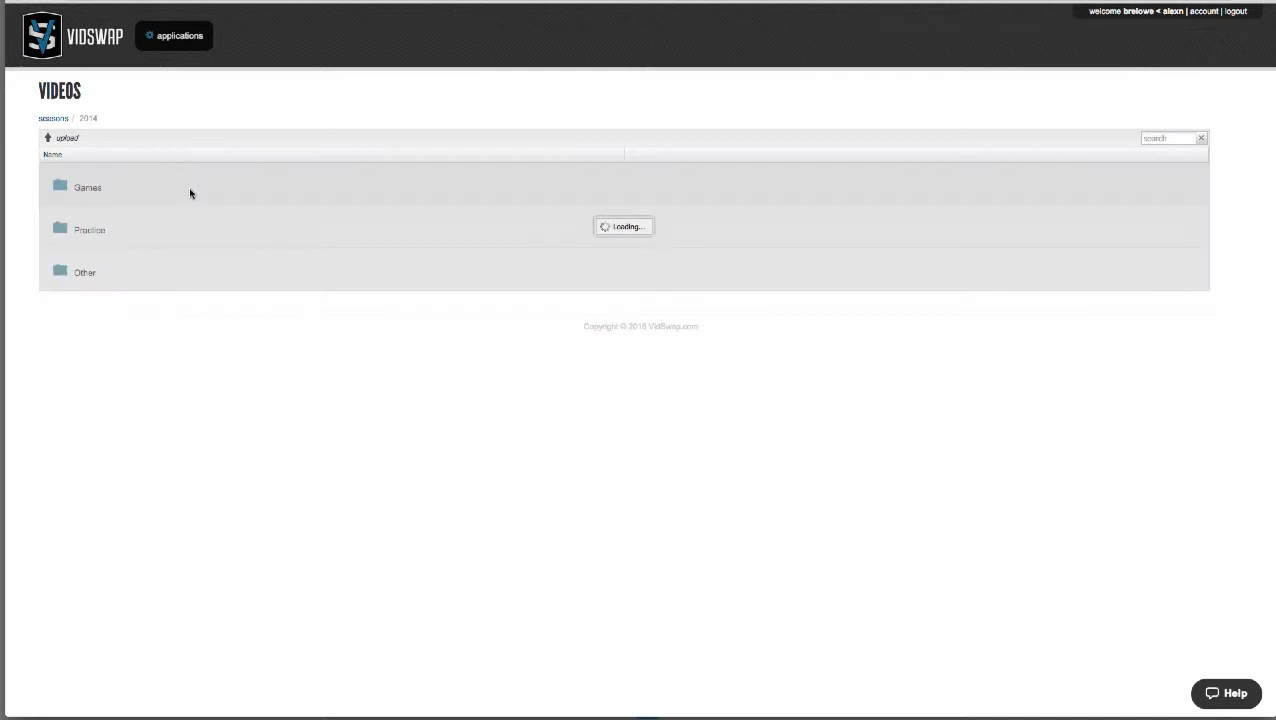 welcome brelowe < alexn | account | logout
VIDSWAP
applications
VIDEOS
seasons / 2014
upload
search
Name
Games
Practice
Loading...
Other
Copyright © 2015 VidSwap.com
Help